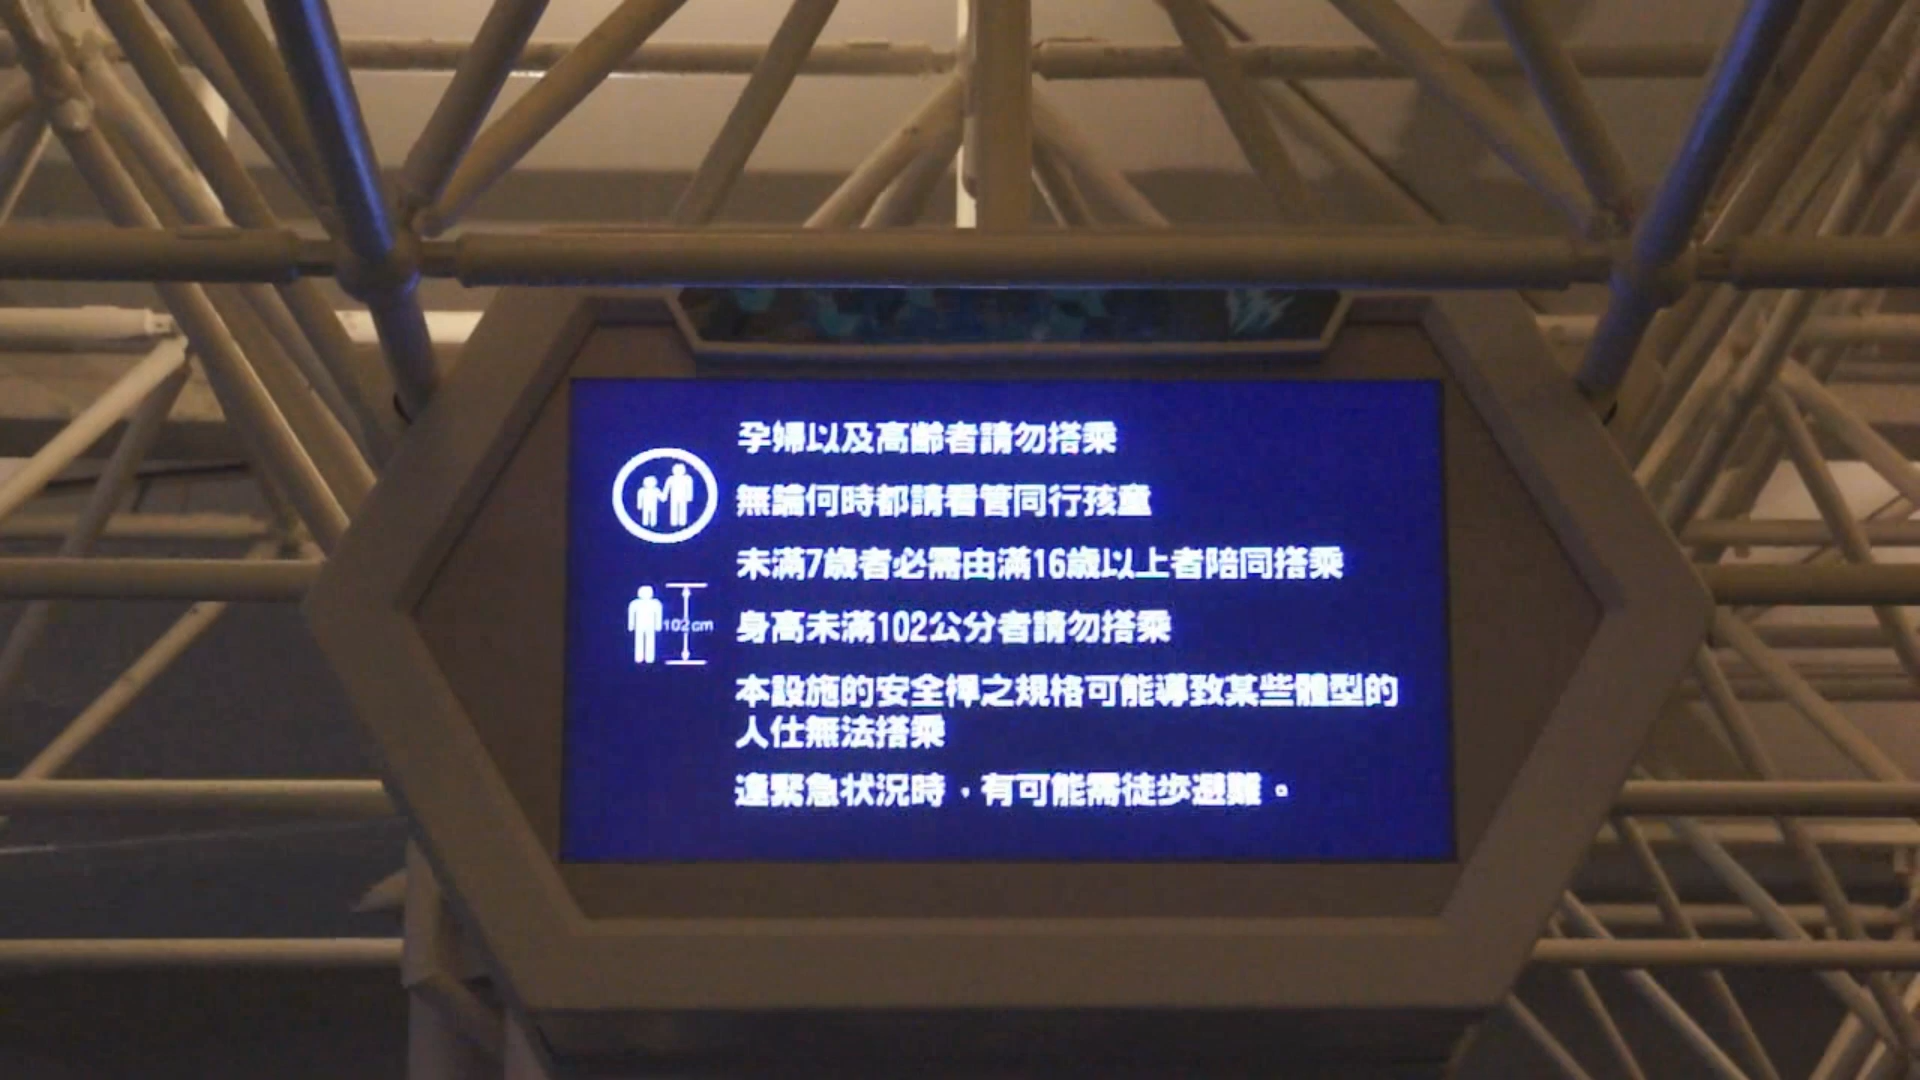 孕婦以及高齡者請勿搭乘
無論何時都請看管同行孩童
未滿7歲者必需由滿16歲以上者陪同搭乘
102cm
身高未滿102公分者請勿搭乘
本設施的安全桿之規格可能導致某些體型的
人仕無法搭乘
逢緊急状況時，有可能需徒步避難。